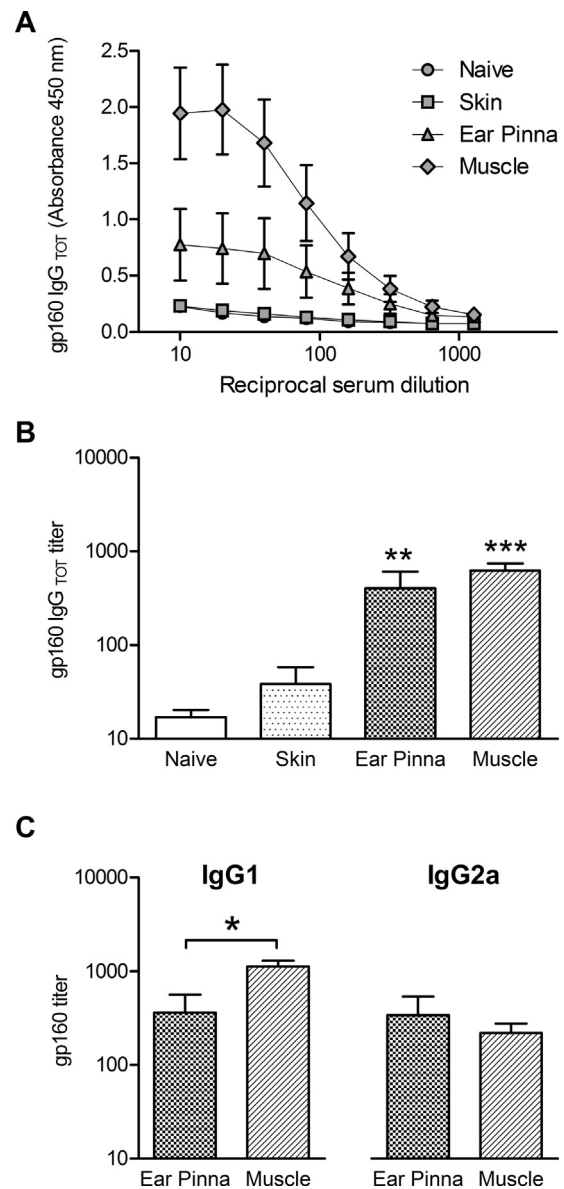 A
gp160 IgG TOT (Absorbance 450 nm)
2.5
2.0
1.5
1.0
0.5
0.0
10 100 1000
Reciprocal serum dilution
Naive
Skin
Ear Pinna
Muscle
B
gp160 IgG TOT titer
10000
1000
100
10
** ***
Naive Skin Ear Pinna Muscle
C
IgG1 IgG2a
gp160 titer
10000
1000
100
10
*
Ear Pinna Muscle Ear Pinna Muscle